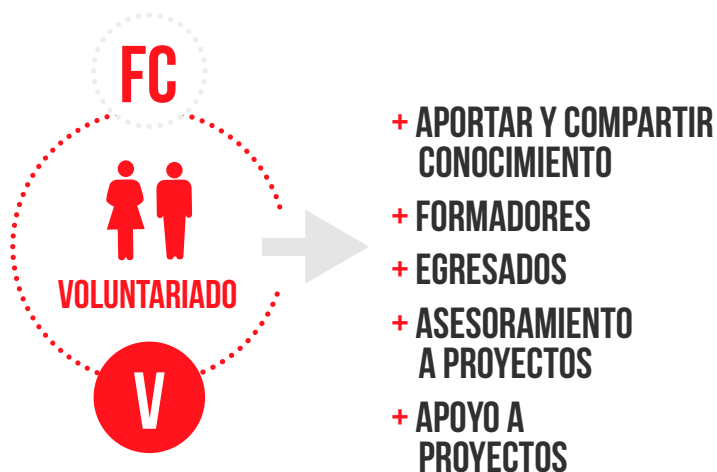 FC
VOLUNTARIADO
V
+ APORTAR Y COMPARTIR
CONOCIMIENTO
+ FORMADORES
+ EGRESADOS
+ ASESORAMIENTO
A PROYECTOS
+ APOYO A
PROYECTOS